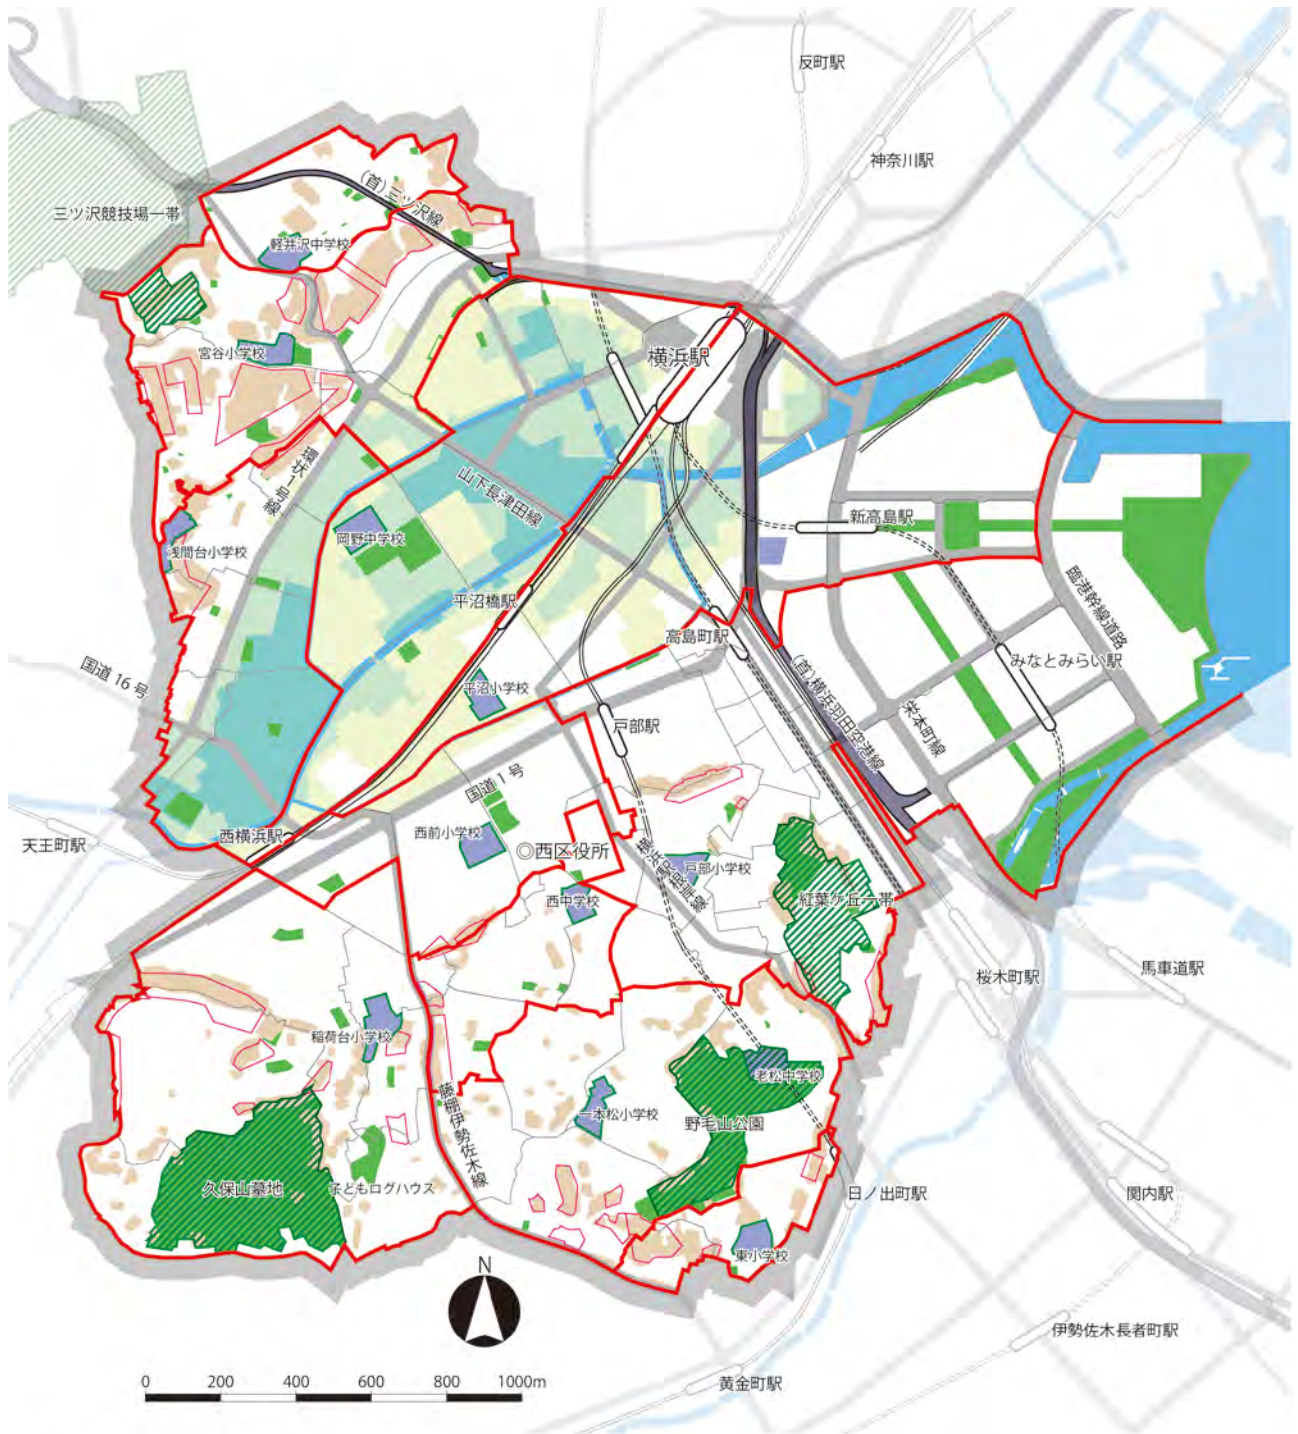 反町駅
神奈川駅
三ツ沢競技場一帯
(首)三ツ沢線
軽井沢中学校
宮谷小学校
横浜駅
環状1号線
山下長津田線
新高島駅
岡野中学校
浅間台小学校
平沼橋駅
臨港幹線道路
高島町駅
みなとみらい駅
国道16号
平沼小学校
(首)横浜羽田空港線
栄本町線
戸部駅
国道1号
西横浜駅
天王町駅
西前小学校
◎西区役所
横浜駅根岸線
戸部小学校
西中学校
紅葉ケ丘一帯
桜木町駅
馬車道駅
稲荷台小学校
老松中学校
藤棚伊勢佐木線
一本松小学校
野毛山公園
久保山墓地
子どもログハウス
日ノ出町駅
関内駅
東小学校
N
伊勢佐木長者町駅
黄金町駅
0 200 400 600 800 1000m